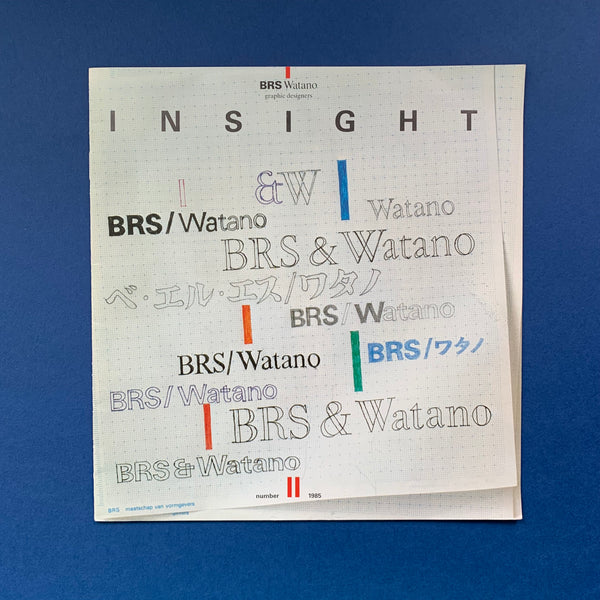 BRS Watano
graphic designers
INSIGHT
&W
Watano
BRS/Watano
BRS & Watano
ベ・エル・エス/ワタノ
BRS/Watano
BRS/Watano
BRS/ワタノ
BRS/Watano
BRS & Watano
BRS & Watano
number II 1985
BRS maatschap van vormgevers